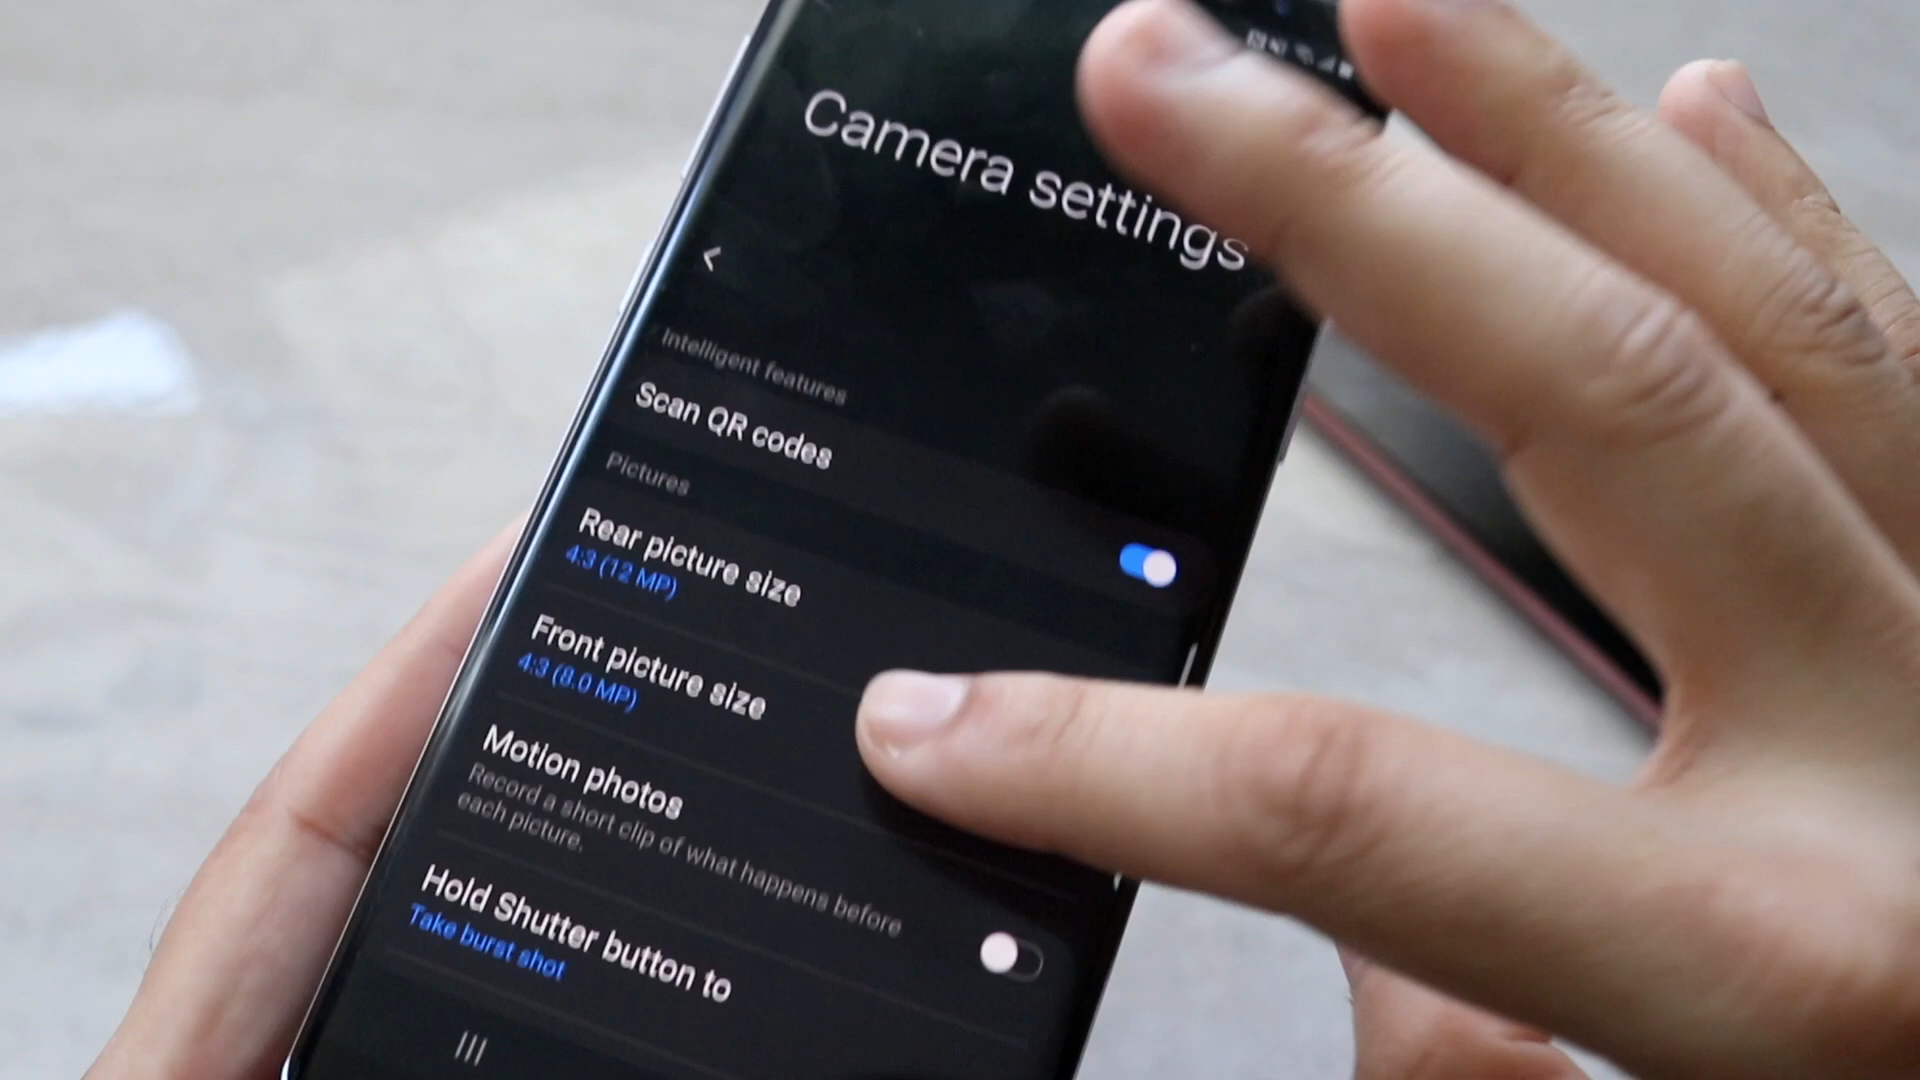 Camera settings
Intelligent features
Scan QR codes
Pictures
Rear picture size
4:3 (12 MP)
Front picture size
4:3 (8.0 MP)
Motion photos
Record a short clip of what happens before
each picture.
Hold Shutter button to
Take burst shot